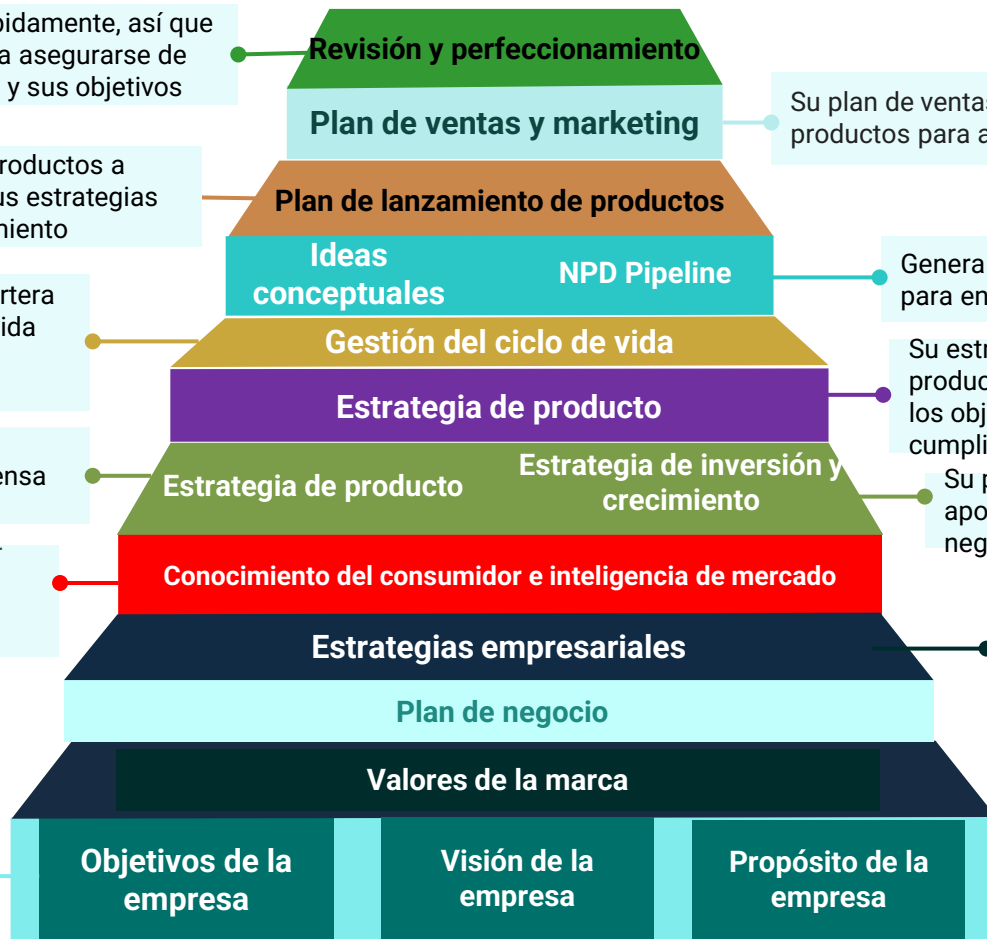 pidamente, así que
a asegurarse de
y sus objetivos
Revisión y perfeccionamiento
Plan de ventas y marketing
Su plan de ventas
productos para a
roductos a
us estrategias
miento
Plan de lanzamiento de productos
Ideas
conceptuales
NPD Pipeline
Genera
para en
rtera
ida
Gestión del ciclo de vida
Su estr
produc
los obj
cumpli
Estrategia de producto
ensa
Estrategia de producto
Estrategia de inversión y
crecimiento
Su p
apo
neg
Conocimiento del consumidor e inteligencia de mercado
Estrategias empresariales
Plan de negocio
Valores de la marca
Objetivos de la
empresa
Visión de la
empresa
Propósito de la
empresa